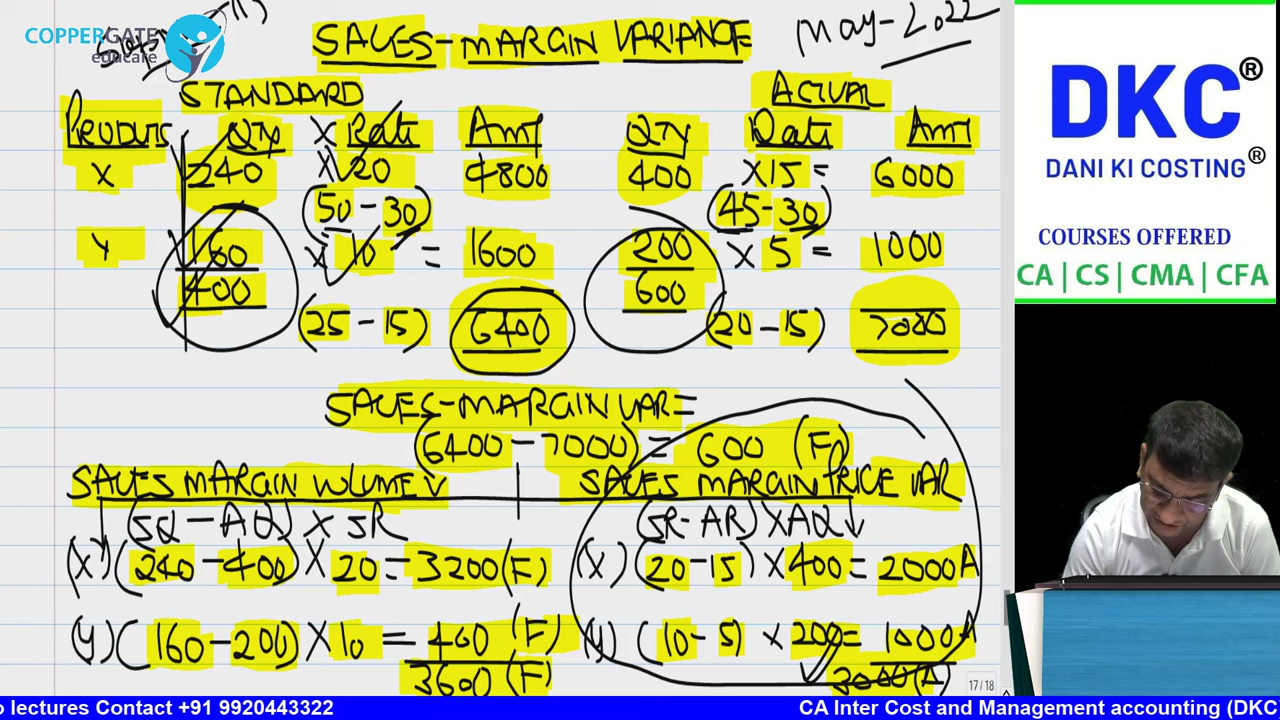 COPPERGATE
educate
SALES-MARGIN VARIANCE
May-2022
STANDARD
ACTUAL
PRODUTS QTY X Rate Amt QTY Rate Amt
X 240 X 20 4800 400 X15 = 6000
(50 - 30) (45-30)
Y 160 X 10 = 1600 200 X 5 = 1000
400 600
(25 - 15) 6400 (20 - 15) 7000
SALES-MARGIN VAR =
6400 - 7000 = 600 (F)
SALES MARGIN VOLUME V
(SQ - AQ) X SR
(X) (240 - 400) X 20 = 3200 (F)
(Y) (160 - 200) X 10 = 400 (F)
3600 (F)
SALES MARGIN PRICE VAR
(SR-AR) X AQ
(X) (20 - 15) X 400 = 2000 A
(Y) (10 - 5) X 200 = 1000 A
3000 (A)
17/18
DKC®
DANI KI COSTING®
COURSES OFFERED
CA | CS | CMA | CFA
o lectures Contact +91 9920443322
CA Inter Cost and Management accounting (DKC